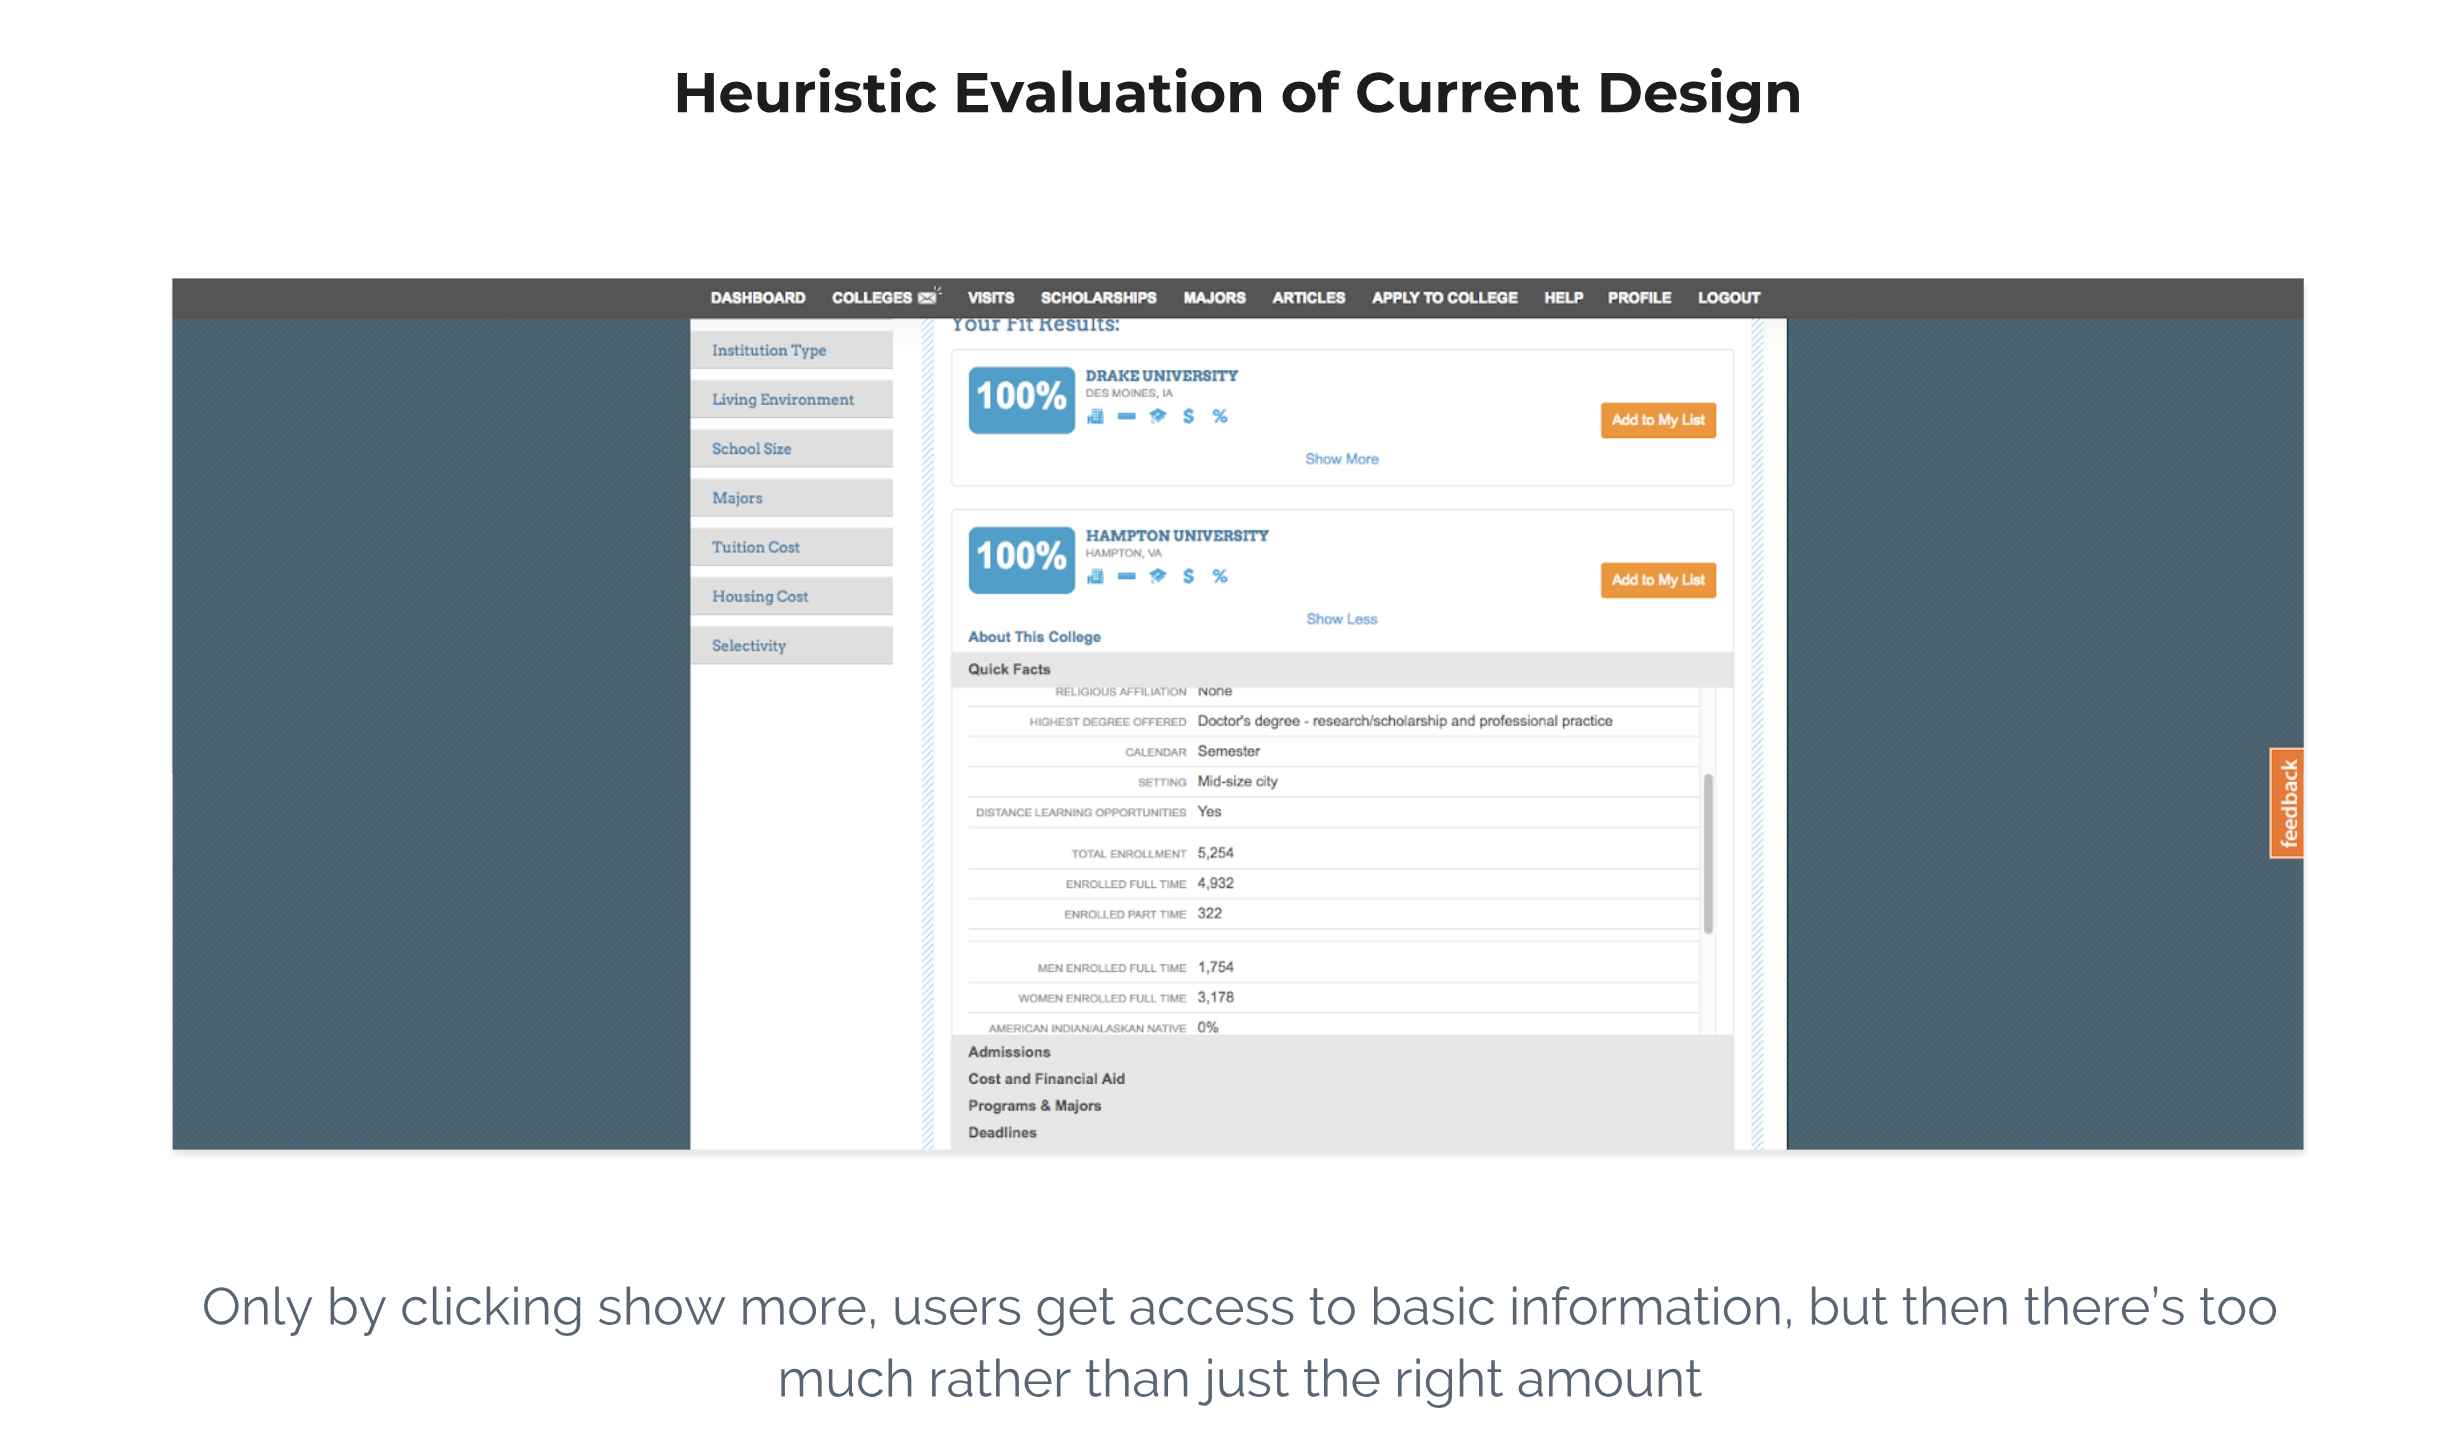 Heuristic Evaluation of Current Design
DASHBOARD COLLEGES VISITS SCHOLARSHIPS MAJORS ARTICLES APPLY TO COLLEGE HELP PROFILE LOGOUT
Institution Type
Living Environment
School Size
Majors
Tuition Cost
Housing Cost
Selectivity
Your Fit Results:
100%
DRAKE UNIVERSITY
DES MOINES, IA
$ %
Add to My List
Show More
100%
HAMPTON UNIVERSITY
HAMPTON, VA
$ %
Add to My List
Show Less
About This College
Quick Facts
RELIGIOUS AFFILIATION None
HIGHEST DEGREE OFFERED Doctor's degree - research/scholarship and professional practice
CALENDAR Semester
SETTING Mid-size city
DISTANCE LEARNING OPPORTUNITIES Yes
TOTAL ENROLLMENT 5,254
ENROLLED FULL TIME 4,932
ENROLLED PART TIME 322
MEN ENROLLED FULL TIME 1,754
WOMEN ENROLLED FULL TIME 3,178
AMERICAN INDIAN/ALASKAN NATIVE 0%
Admissions
Cost and Financial Aid
Programs & Majors
Deadlines
feedback
Only by clicking show more, users get access to basic information, but then there’s too
much rather than just the right amount